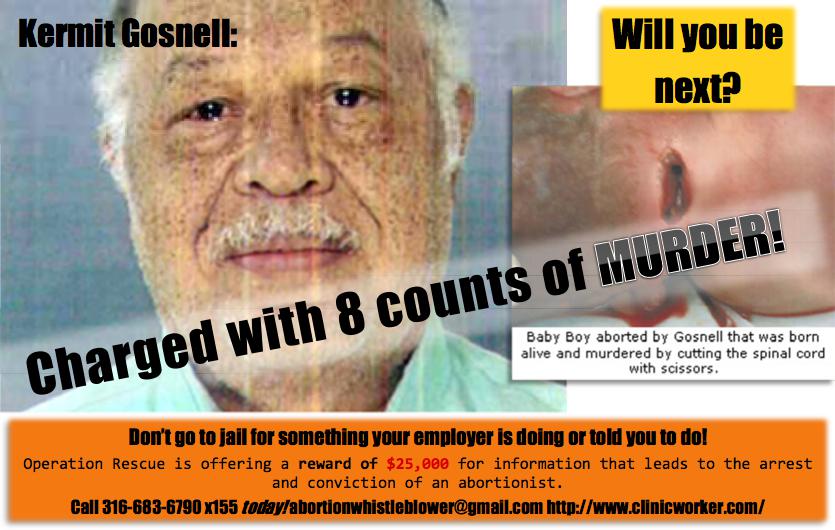 Kermit Gosnell:
Will you be
next?
Charged with 8 counts of MURDER!
Baby Boy aborted by Gosnell that was born
alive and murdered by cutting the spinal cord
with scissors.
Don't go to jail for something your employer is doing or told you to do!
Operation Rescue is offering a reward of $25,000 for information that leads to the arrest
and conviction of an abortionist.
Call 316-683-6790 x155 today!abortionwhistleblower@gmail.com http://www.clinicworker.com/